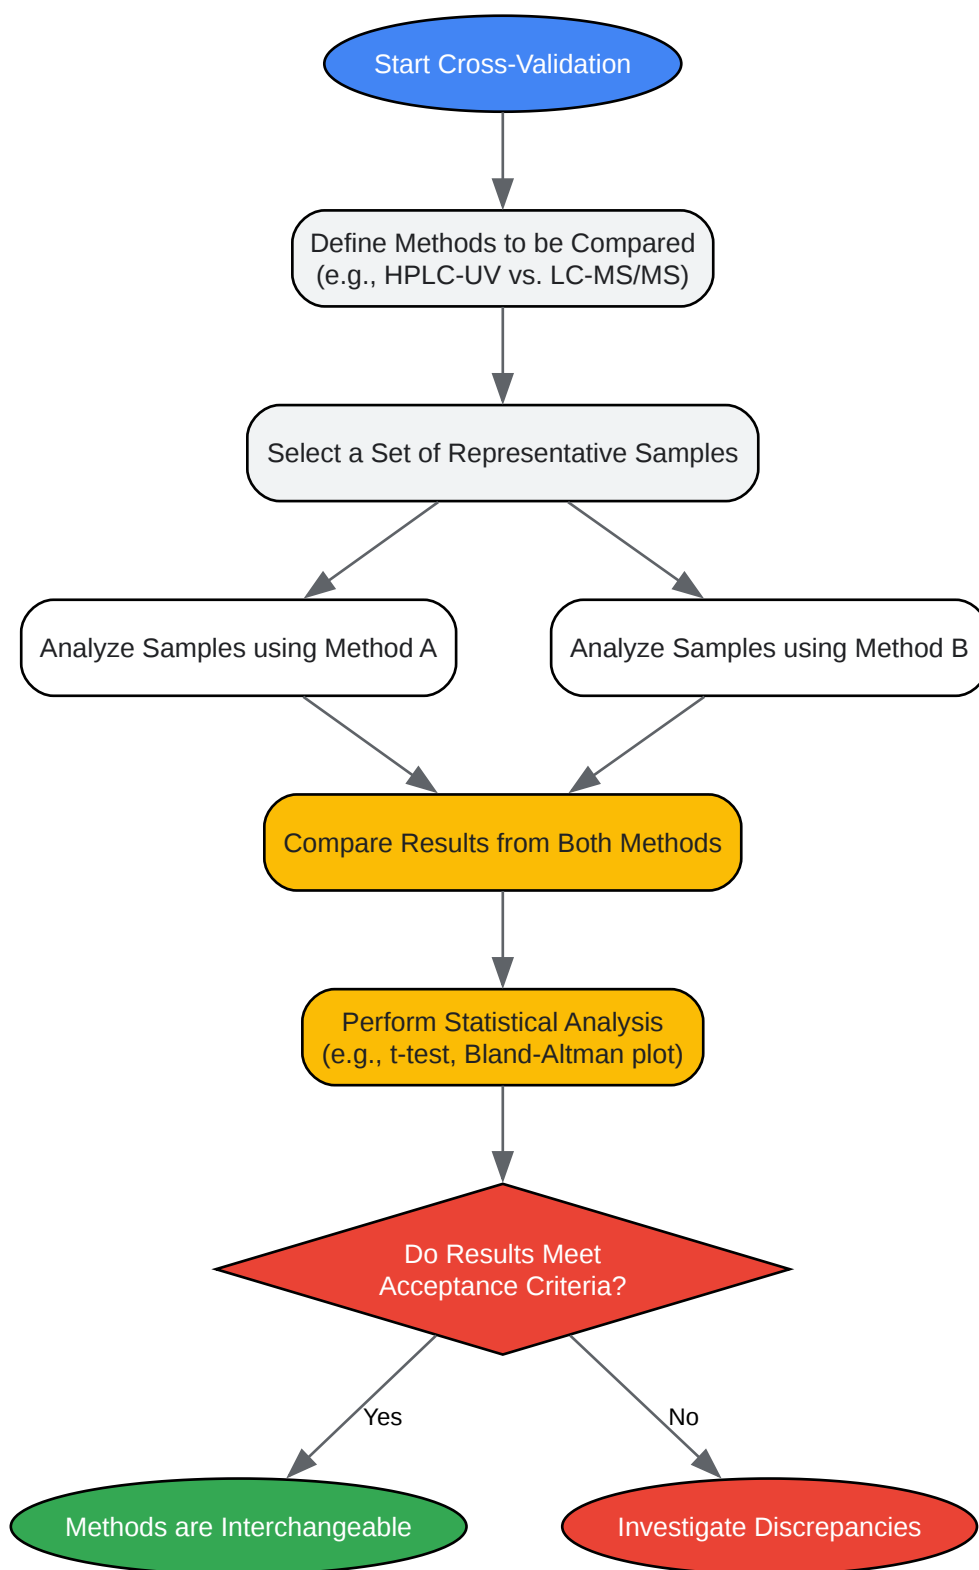 Start Cross-Validation
Define Methods to be Compared
(e.g., HPLC-UV vs. LC-MS/MS)
Select a Set of Representative Samples
Analyze Samples using Method A
Analyze Samples using Method B
Compare Results from Both Methods
Perform Statistical Analysis
(e.g., t-test, Bland-Altman plot)
Do Results Meet
Acceptance Criteria?
Yes
No
Methods are Interchangeable
Investigate Discrepancies